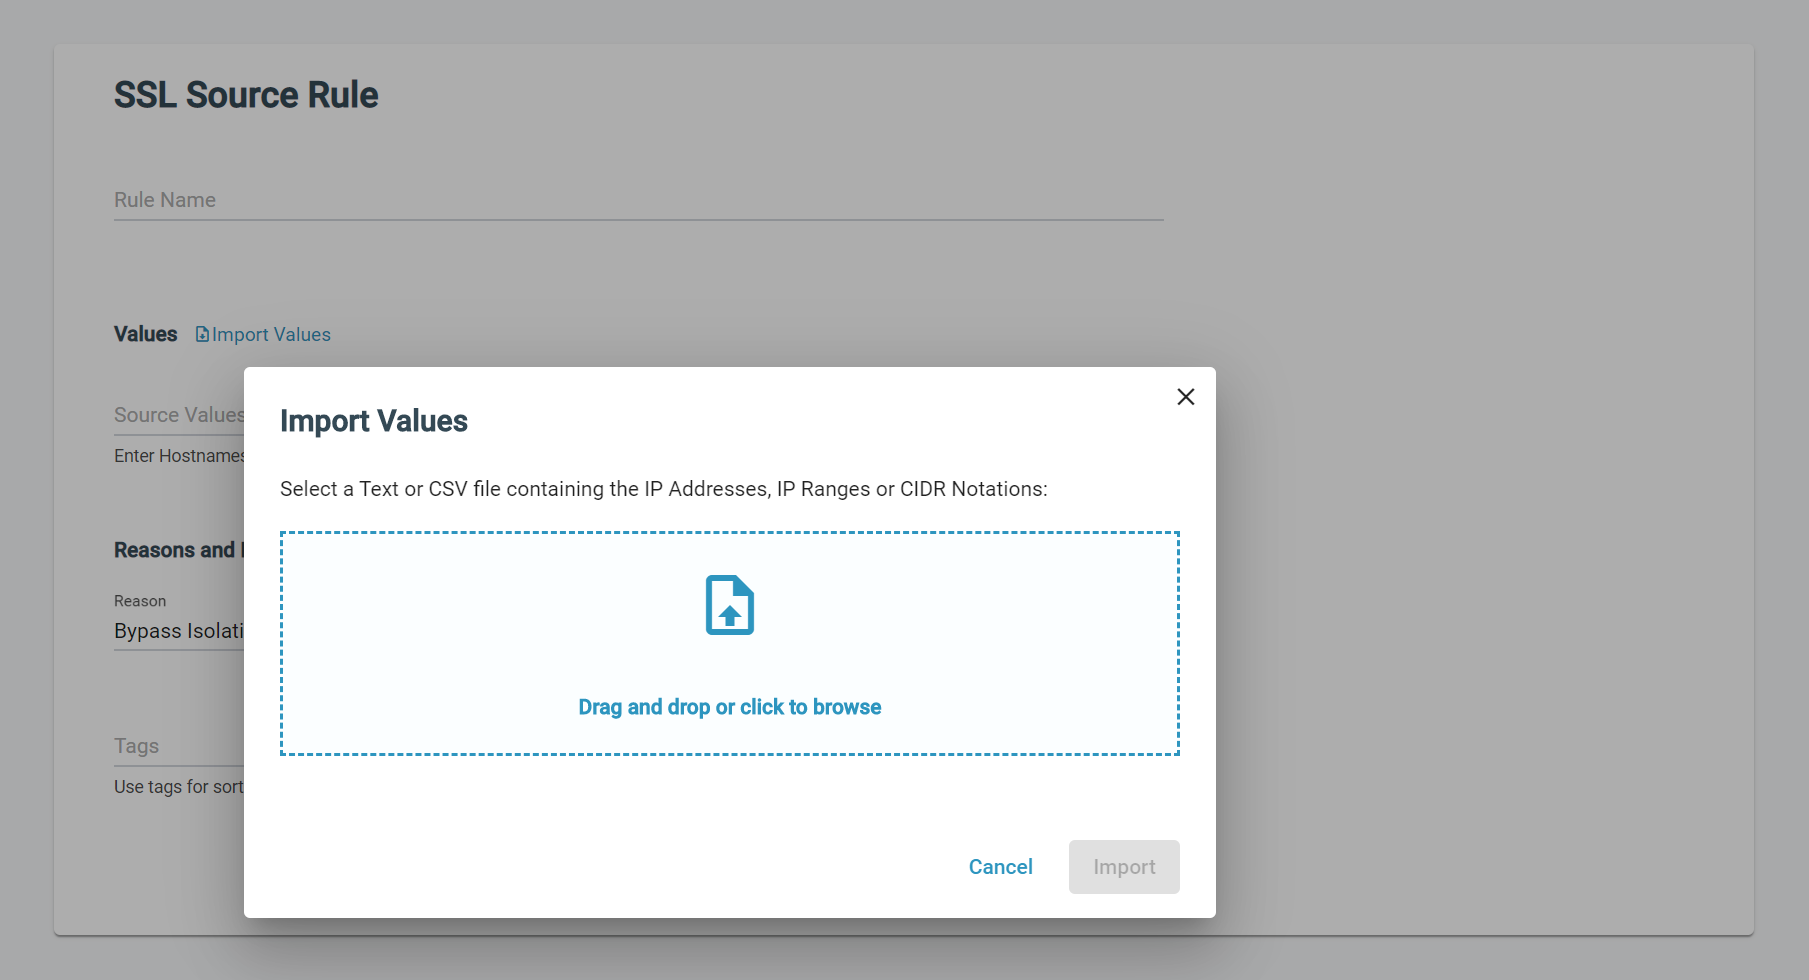 SSL Source Rule
Rule Name
Values Import Values
Source Values
Enter Hostnames
Reasons and
Reason
Bypass Isolati
Tags
Use tags for sort
Import Values
Select a Text or CSV file containing the IP Addresses, IP Ranges or CIDR Notations:
Drag and drop or click to browse
Cancel Import